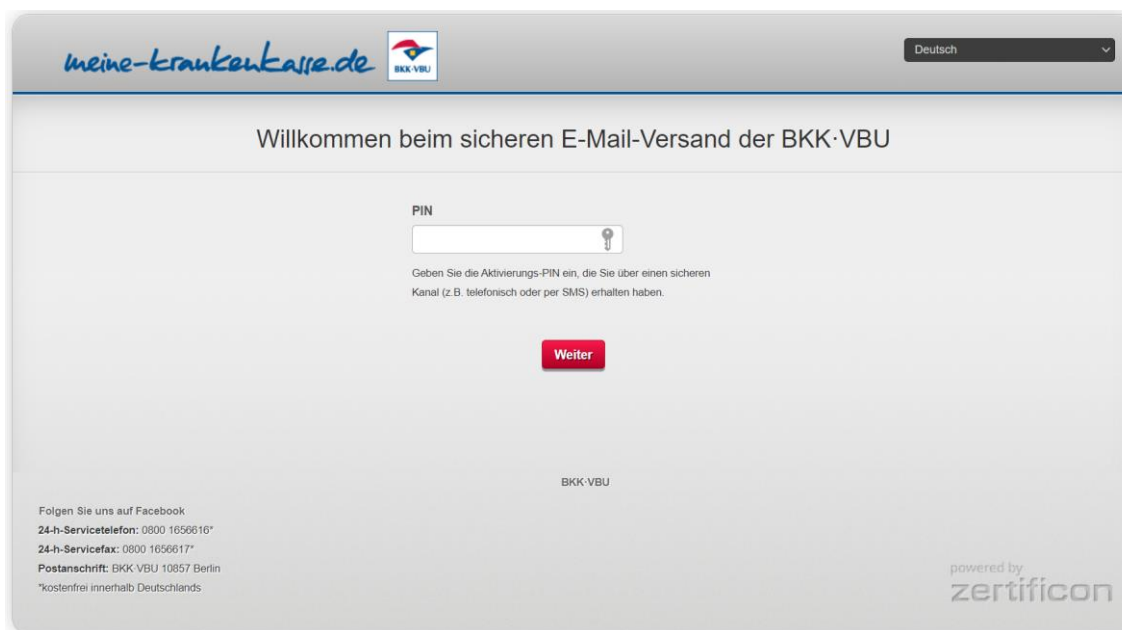 meine-krankenkasse.de
BKK·VBU
Deutsch
Willkommen beim sicheren E-Mail-Versand der BKK·VBU
PIN
Geben Sie die Aktivierungs-PIN ein, die Sie über einen sicheren
Kanal (z.B. telefonisch oder per SMS) erhalten haben.
Weiter
BKK·VBU
Folgen Sie uns auf Facebook
24-h-Servicetelefon: 0800 1656616*
24-h-Servicefax: 0800 1656617*
Postanschrift: BKK·VBU 10857 Berlin
*kostenfrei innerhalb Deutschlands
powered by
zertificon